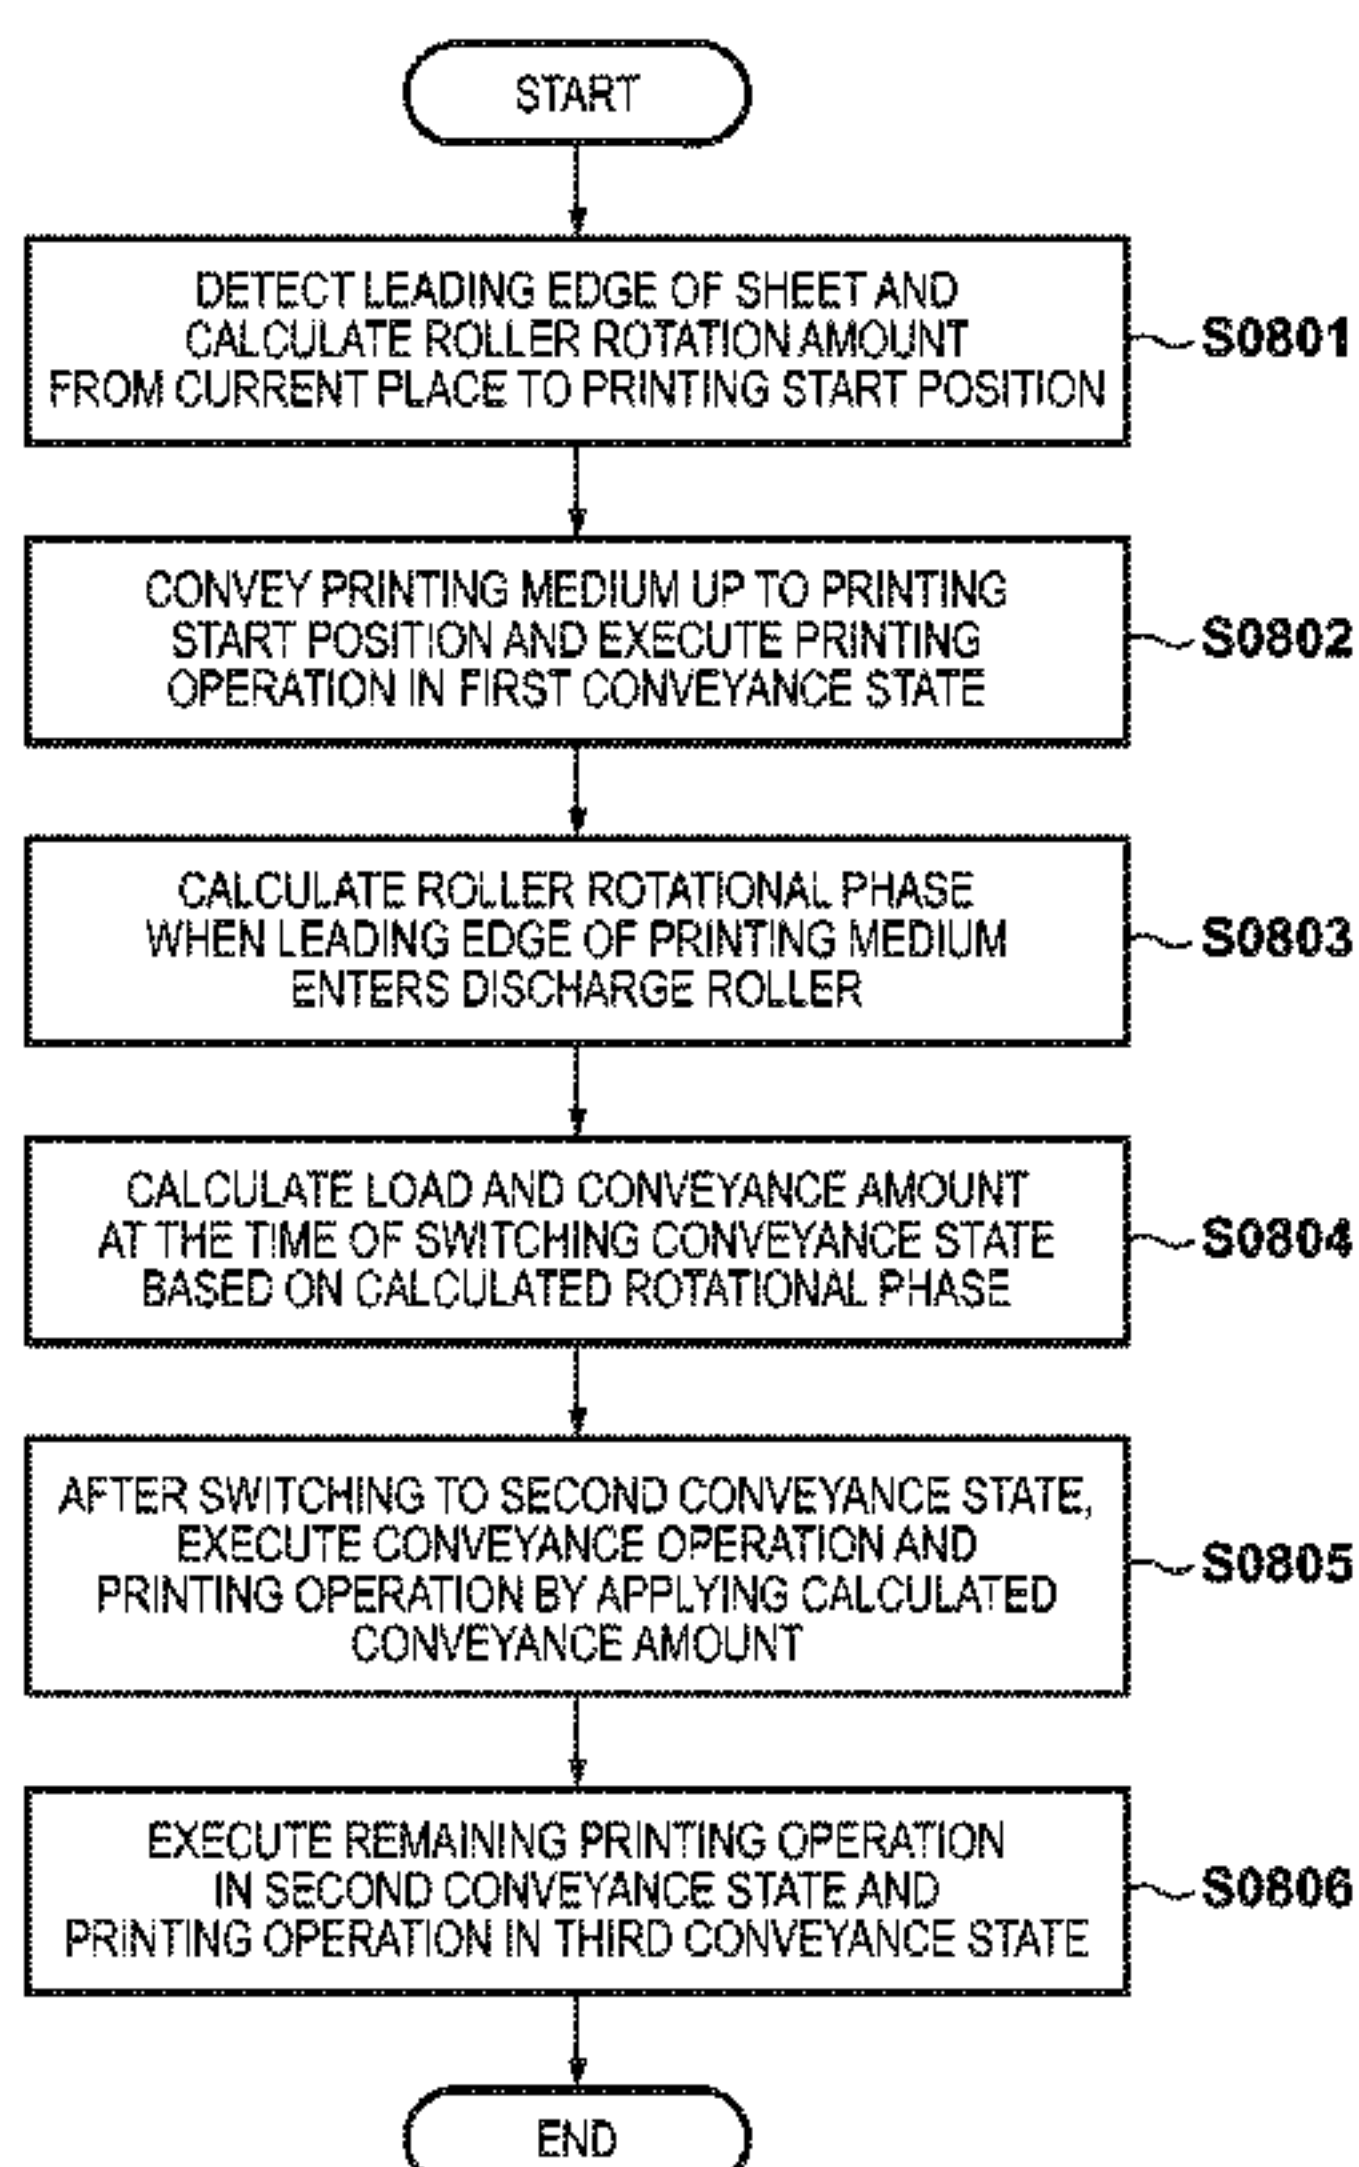 START
DETECT LEADING EDGE OF SHEET AND
CALCULATE ROLLER ROTATION AMOUNT
FROM CURRENT PLACE TO PRINTING START POSITION
S0801
CONVEY PRINTING MEDIUM UP TO PRINTING
START POSITION AND EXECUTE PRINTING
OPERATION IN FIRST CONVEYANCE STATE
S0802
CALCULATE ROLLER ROTATIONAL PHASE
WHEN LEADING EDGE OF PRINTING MEDIUM
ENTERS DISCHARGE ROLLER
S0803
CALCULATE LOAD AND CONVEYANCE AMOUNT
AT THE TIME OF SWITCHING CONVEYANCE STATE
BASED ON CALCULATED ROTATIONAL PHASE
S0804
AFTER SWITCHING TO SECOND CONVEYANCE STATE,
EXECUTE CONVEYANCE OPERATION AND
PRINTING OPERATION BY APPLYING CALCULATED
CONVEYANCE AMOUNT
S0805
EXECUTE REMAINING PRINTING OPERATION
IN SECOND CONVEYANCE STATE AND
PRINTING OPERATION IN THIRD CONVEYANCE STATE
S0806
END